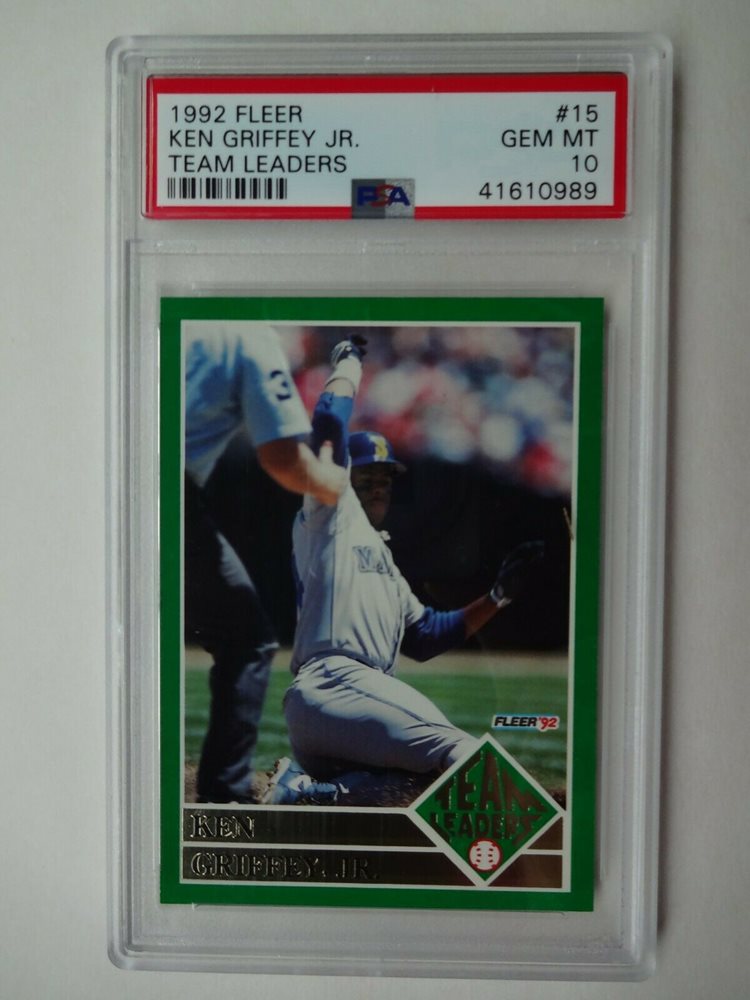 1992 FLEER #15
KEN GRIFFEY JR. GEM MT
TEAM LEADERS 10
PSA 41610989
FLEER '92
TEAM
LEADERS
KEN
GRIFFEY, JR.